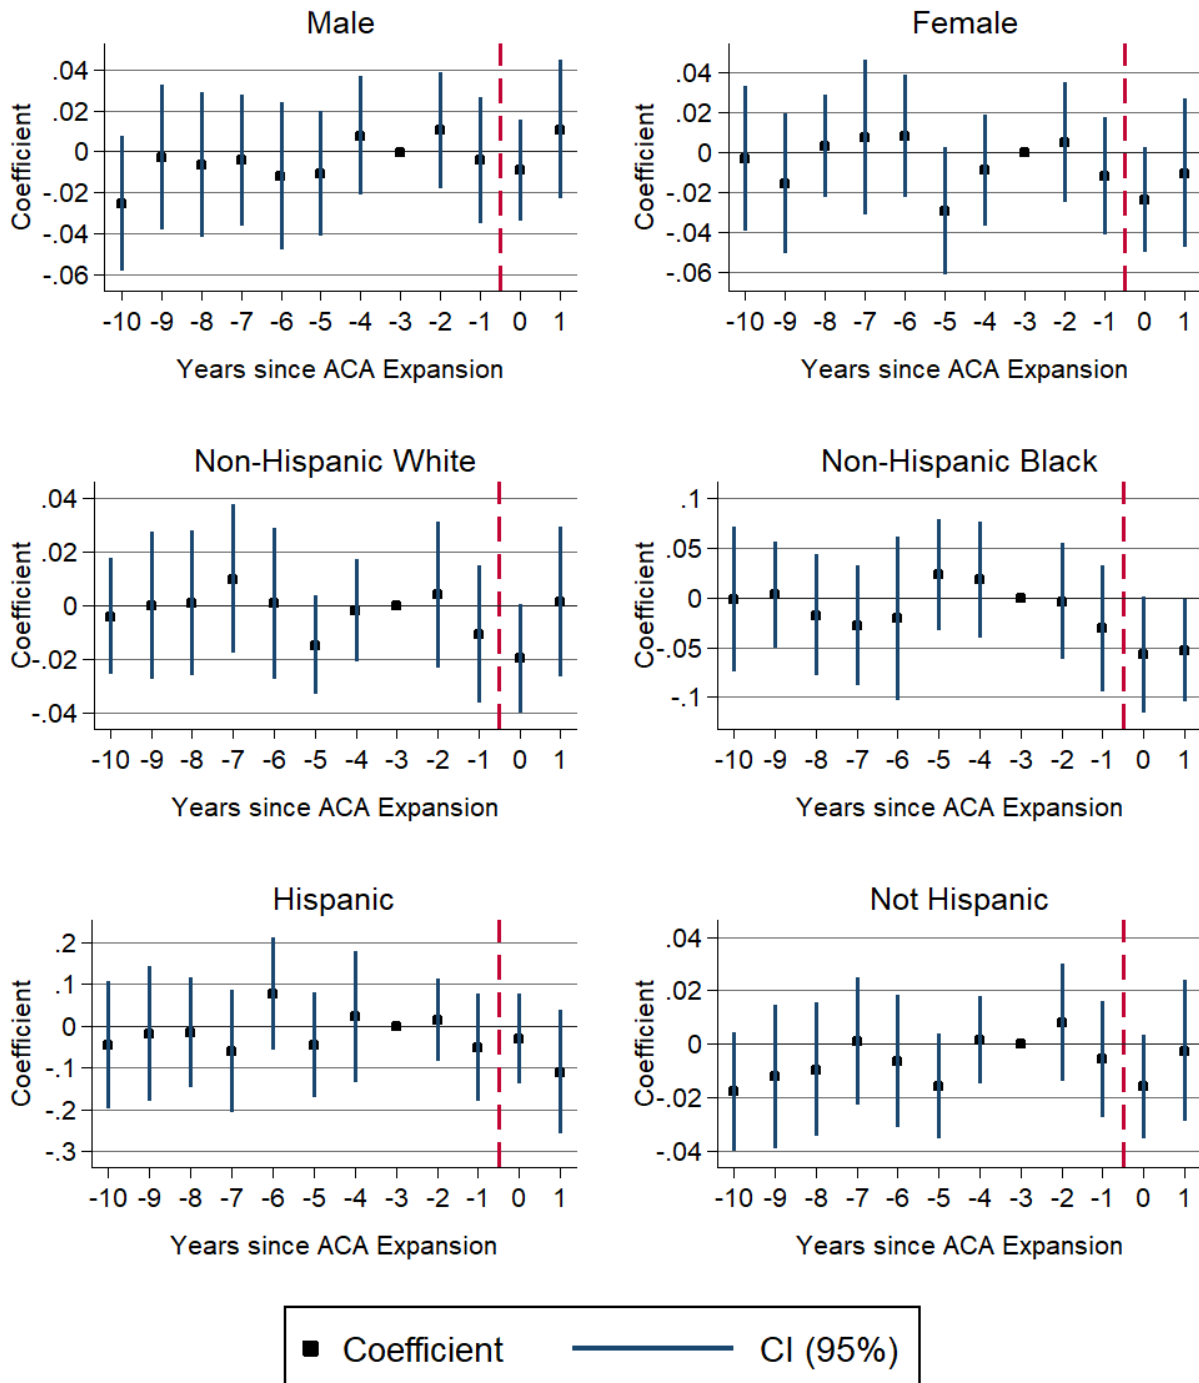 Male
Coefficient
.04
.02
0
-.02
-.04
-.06
-10 -9 -8 -7 -6 -5 -4 -3 -2 -1 0 1
Years since ACA Expansion
Female
Coefficient
.04
.02
0
-.02
-.04
-.06
-10 -9 -8 -7 -6 -5 -4 -3 -2 -1 0 1
Years since ACA Expansion
Non-Hispanic White
Coefficient
.04
.02
0
-.02
-.04
-10 -9 -8 -7 -6 -5 -4 -3 -2 -1 0 1
Years since ACA Expansion
Non-Hispanic Black
Coefficient
.1
.05
0
-.05
-.1
-10 -9 -8 -7 -6 -5 -4 -3 -2 -1 0 1
Years since ACA Expansion
Hispanic
Coefficient
.2
.1
0
-.1
-.2
-.3
-10 -9 -8 -7 -6 -5 -4 -3 -2 -1 0 1
Years since ACA Expansion
Not Hispanic
Coefficient
.04
.02
0
-.02
-.04
-10 -9 -8 -7 -6 -5 -4 -3 -2 -1 0 1
Years since ACA Expansion
Coefficient CI (95%)